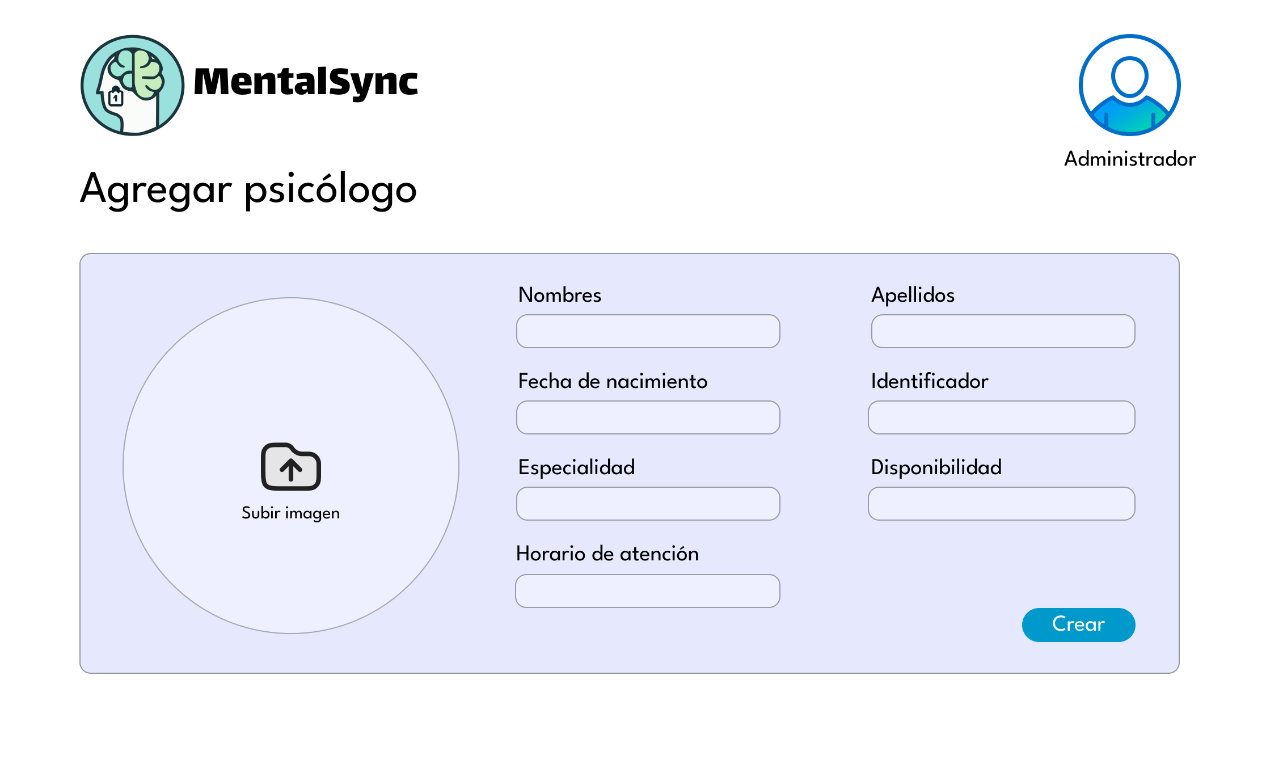 MentalSync
Administrador
Agregar psicólogo
Nombres
Apellidos
Fecha de nacimiento
Identificador
Especialidad
Disponibilidad
Subir imagen
Horario de atención
Crear